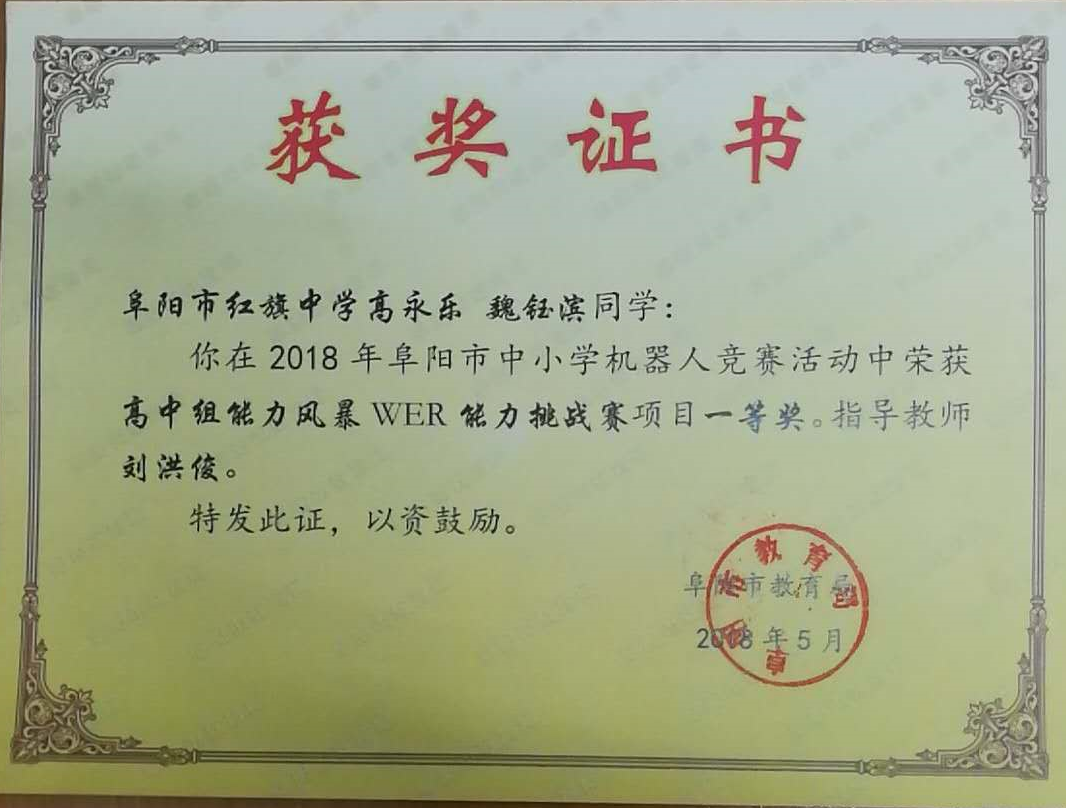 获奖证书
阜阳市红旗中学高永乐 魏钰滨同学：
你在 2018 年阜阳市中小学机器人竞赛活动中荣获
高中组能力风暴 WER 能力挑战赛项目一等奖。指导教师
刘洪俊。
特发此证，以资鼓励。
阜阳市教育局
2018 年 5 月